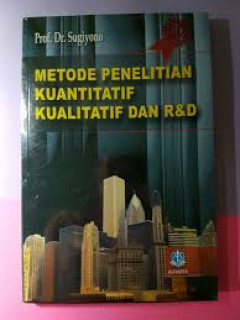 Prof. Dr. Sugiyono
METODE PENELITIAN
KUANTITATIF
KUALITATIF DAN R&D